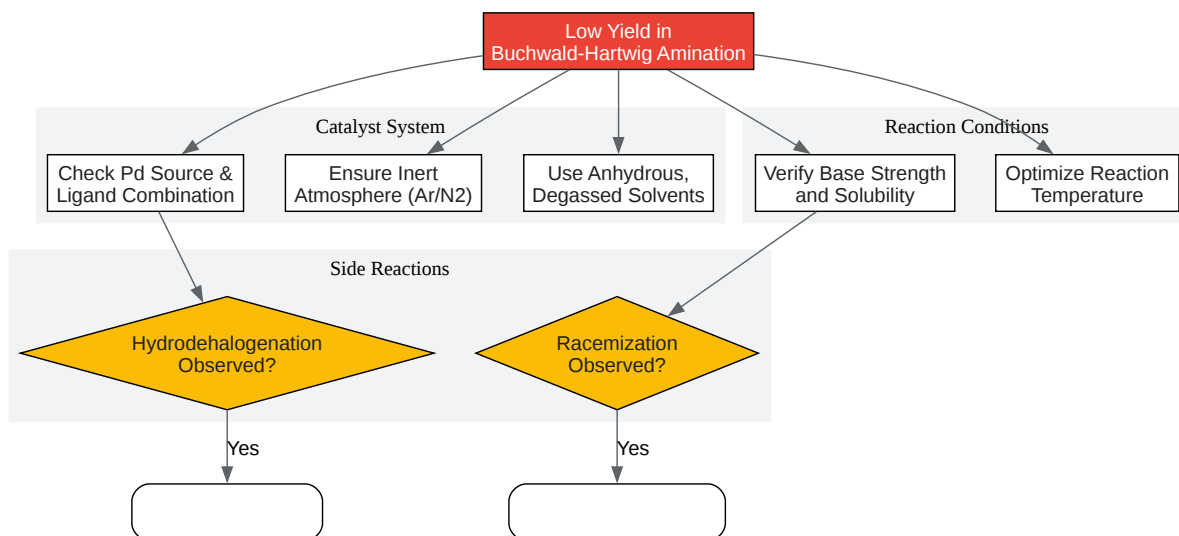 Low Yield in
Buchwald-Hartwig Amination
Catalyst System
Reaction Conditions
Check Pd Source &
Ligand Combination
Ensure Inert
Atmosphere (Ar/N2)
Use Anhydrous,
Degassed Solvents
Verify Base Strength
and Solubility
Optimize Reaction
Temperature
Side Reactions
Hydrodehalogenation
Observed?
Racemization
Observed?
Yes
Yes